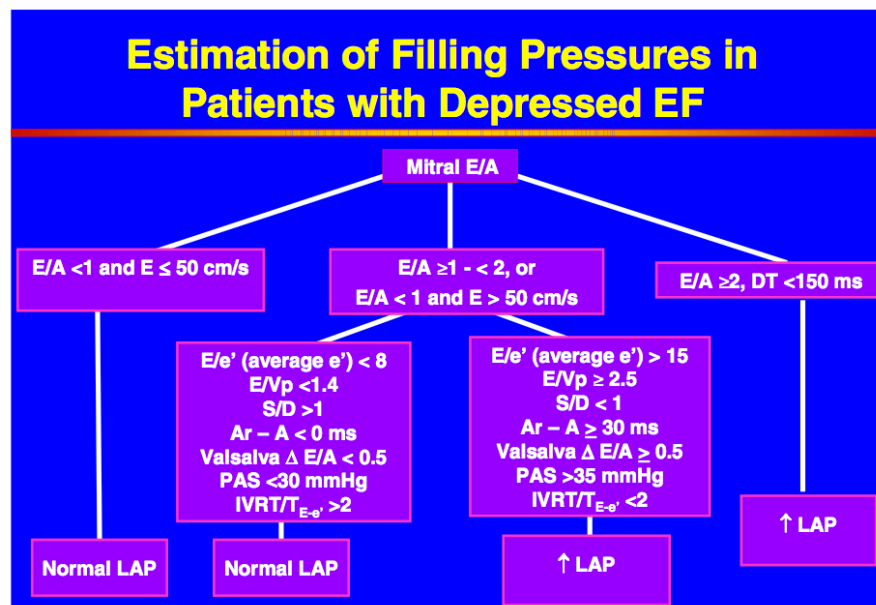 Estimation of Filling Pressures in
Patients with Depressed EF
Mitral E/A
E/A <1 and E ≤ 50 cm/s
E/A ≥1 - < 2, or
E/A < 1 and E > 50 cm/s
E/A ≥2, DT <150 ms
E/e’ (average e’) < 8
E/Vp <1.4
S/D >1
Ar – A < 0 ms
Valsalva Δ E/A < 0.5
PAS <30 mmHg
IVRT/TE-e’ >2
E/e’ (average e’) > 15
E/Vp ≥ 2.5
S/D < 1
Ar – A ≥ 30 ms
Valsalva Δ E/A ≥ 0.5
PAS >35 mmHg
IVRT/TE-e’ <2
Normal LAP
Normal LAP
↑ LAP
↑ LAP